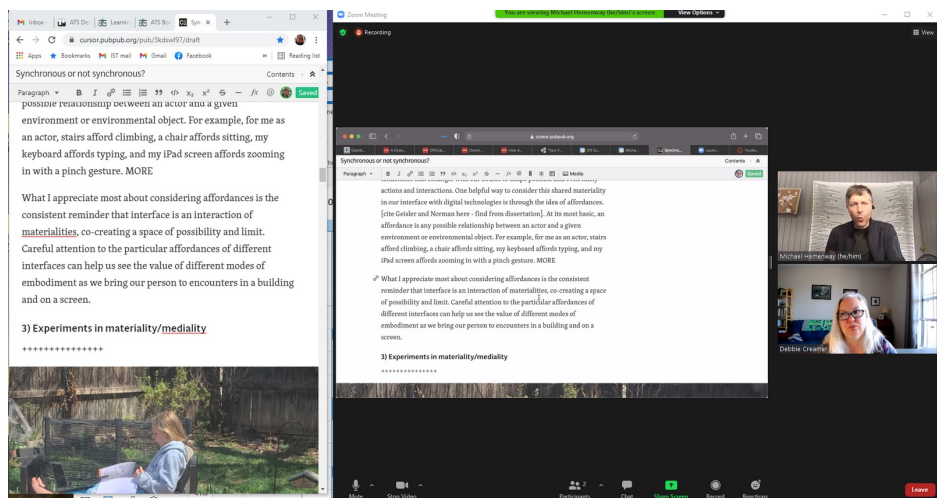 Inbox
ATS De
Learnin
ATS Bo
Syn
cursor.pubpub.org/pub/3kdswl97/draft
Apps
Bookmarks
IST mail
Gmail
Facebook
Reading list
Synchronous or not synchronous?
Contents
Paragraph
B I x₂ x² S fx @
Saved
possible relationship between an actor and a given
environment or environmental object. For example, for me as
an actor, stairs afford climbing, a chair affords sitting, my
keyboard affords typing, and my iPad screen affords zooming
in with a pinch gesture. MORE
What I appreciate most about considering affordances is the
consistent reminder that interface is an interaction of
materialities, co-creating a space of possibility and limit.
Careful attention to the particular affordances of different
interfaces can help us see the value of different modes of
embodiment as we bring our person to encounters in a building
and on a screen.
3) Experiments in materiality/mediality
+++++++++++++++
Zoom Meeting
You are viewing Michael Hemenway (he/him)'s screen
View Options
Recording
View
cursor.pubpub.org
Synchronous or not synchronous?
Contents
Paragraph
Media
Saved
actions and interactions. One helpful way to consider this shared materiality
in our interface with digital technologies is through the idea of affordances.
[cite Geisler and Norman here - find from dissertation]. At its most basic, an
affordance is any possible relationship between an actor and a given
environment or environmental object. For example, for me as an actor, stairs
afford climbing, a chair affords sitting, my keyboard affords typing, and my
iPad screen affords zooming in with a pinch gesture. MORE
What I appreciate most about considering affordances is the consistent
reminder that interface is an interaction of materialities, co-creating a space
of possibility and limit. Careful attention to the particular affordances of
different interfaces can help us see the value of different modes of
embodiment as we bring our person to encounters in a building and on a
screen.
3) Experiments in materiality/mediality
+++++++++++++++
Michael Hemenway (he/him)
Debbie Creamer
Mute
Stop Video
Participants
2
Chat
Share Screen
Record
Reactions
Leave